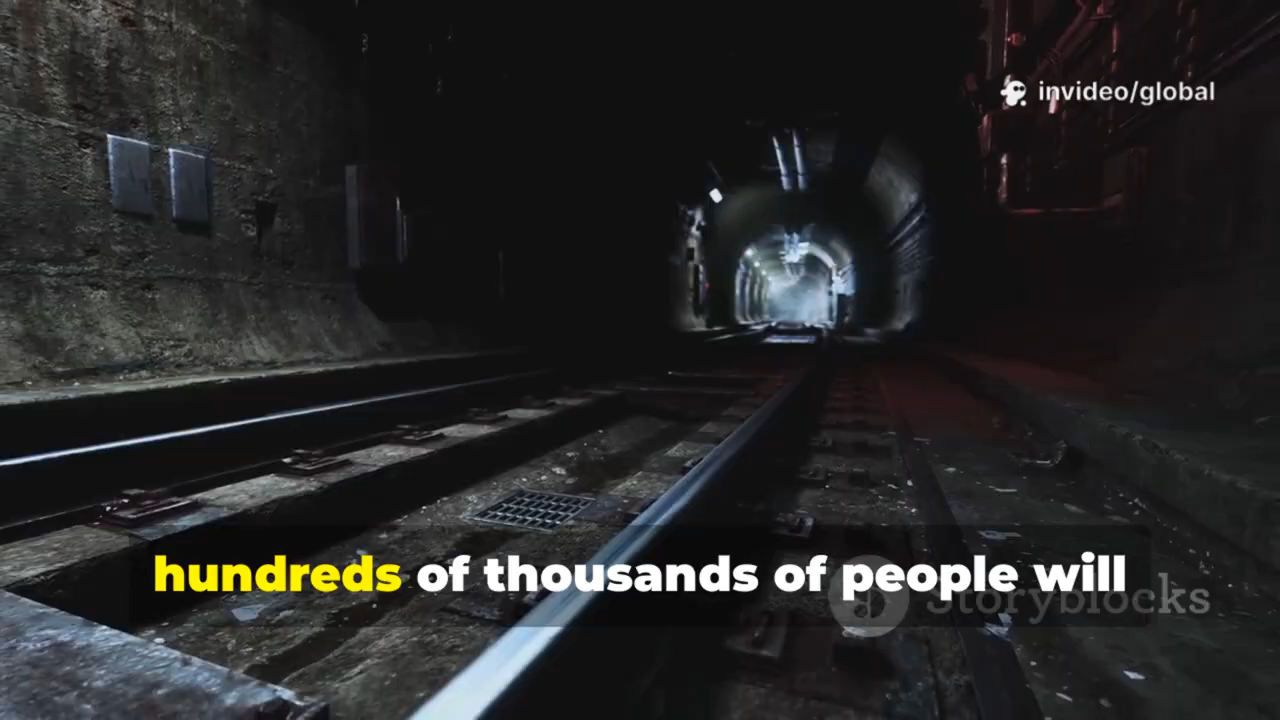 invideo/global
hundreds of thousands of people will
Storyblocks